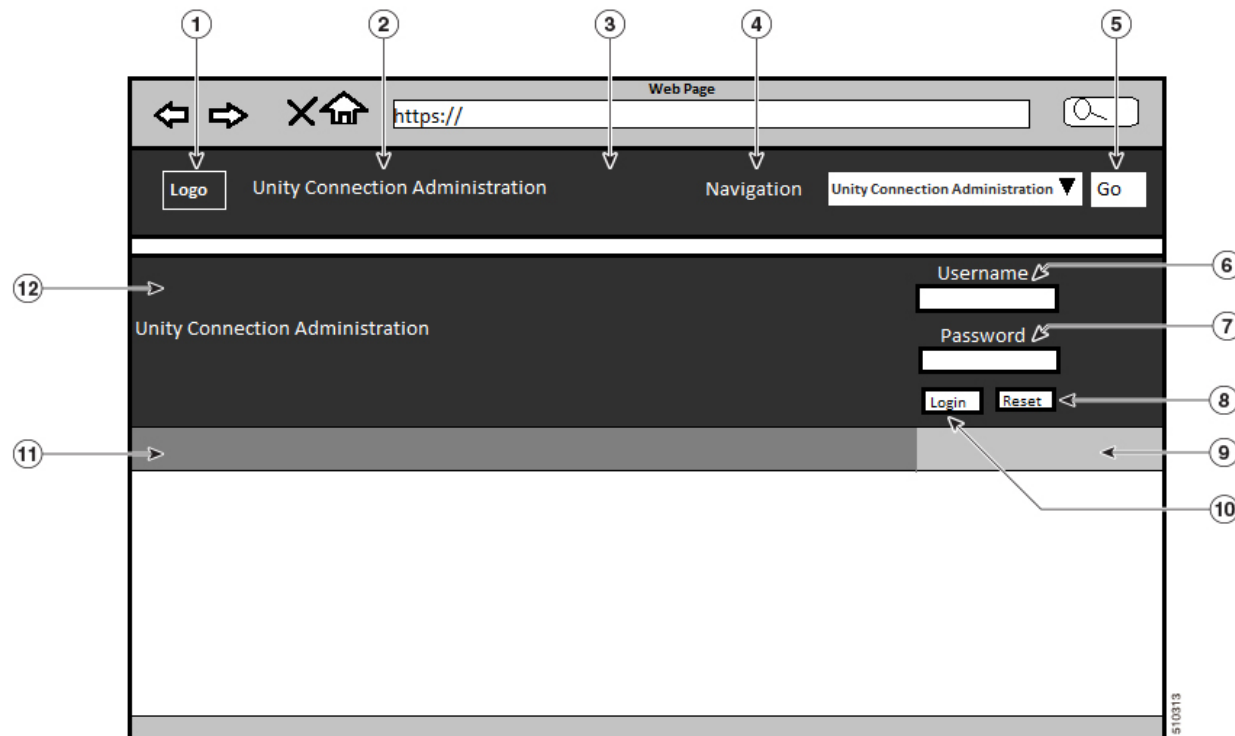 1 2 3 4 5
Web Page
https://
Logo Unity Connection Administration Navigation Unity Connection Administration Go
Username 6
12
Unity Connection Administration
Password 7
Login Reset 8
11 9
10
510313